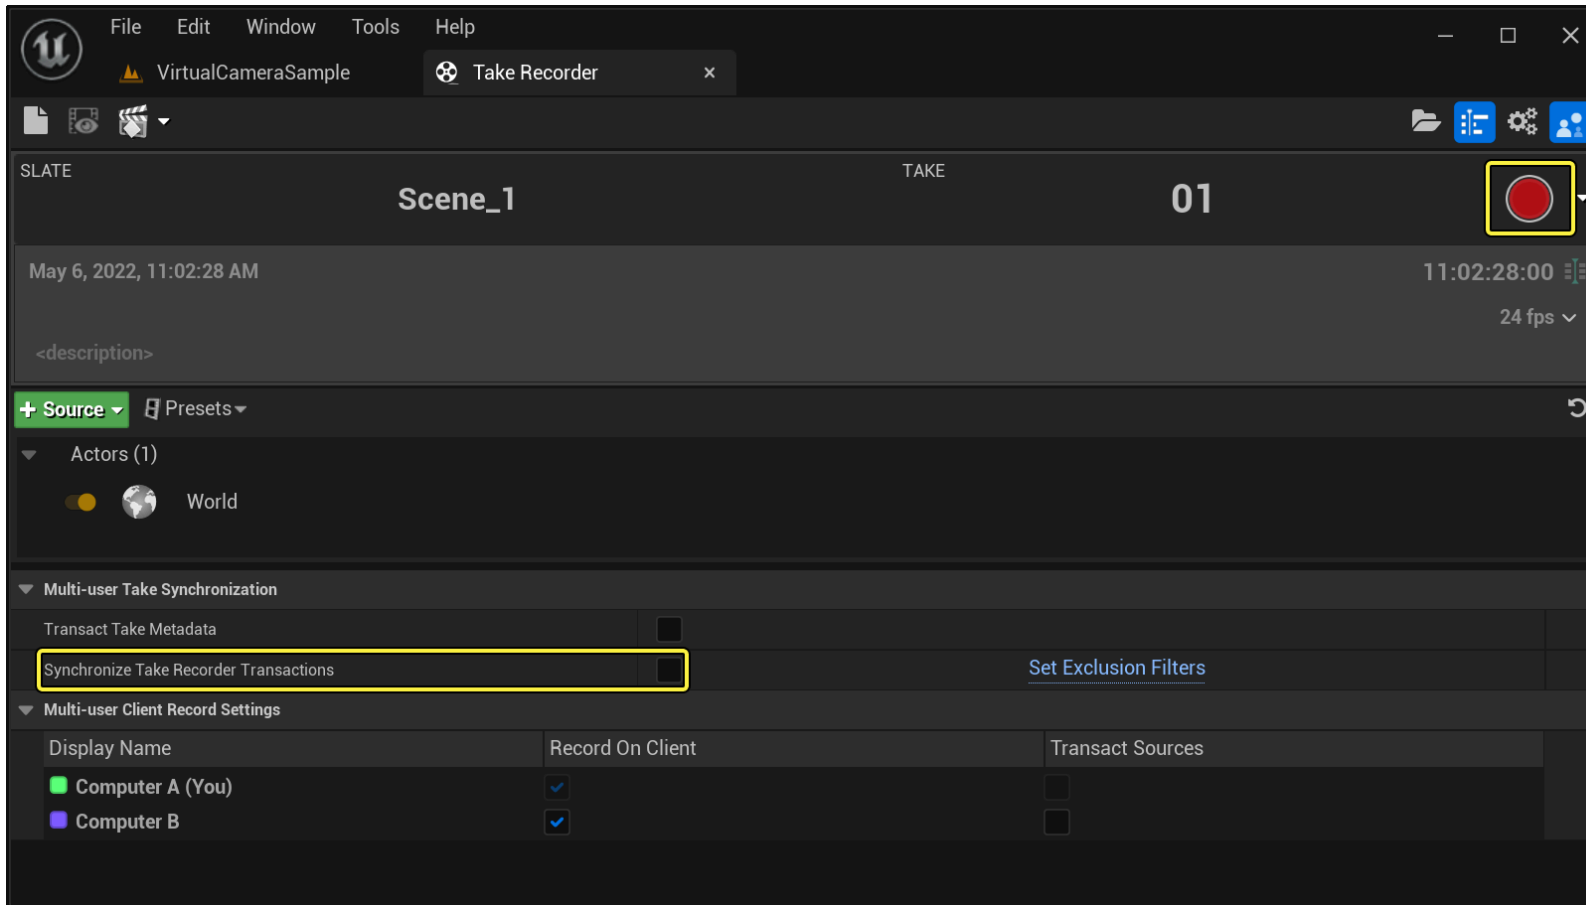 File Edit Window Tools Help
VirtualCameraSample Take Recorder
SLATE TAKE
Scene_1 01
May 6, 2022, 11:02:28 AM 11:02:28:00
24 fps
<description>
+ Source Presets
Actors (1)
World
Multi-user Take Synchronization
Transact Take Metadata
Synchronize Take Recorder Transactions Set Exclusion Filters
Multi-user Client Record Settings
Display Name Record On Client Transact Sources
Computer A (You)
Computer B